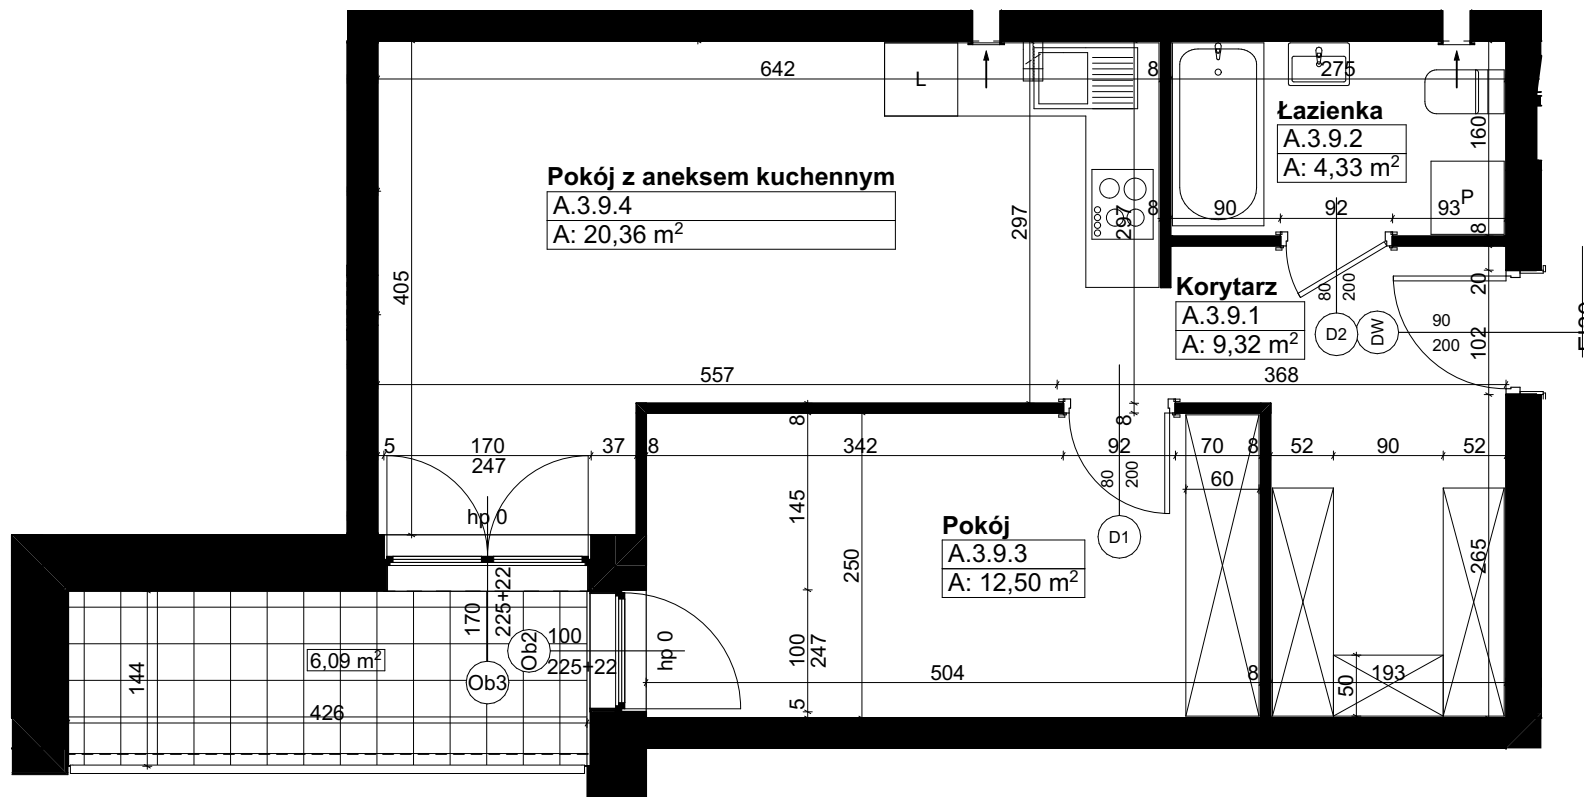 642
8
275
L
Łazienka
A.3.9.2
A: 4,33 m²
160
P
Pokój z aneksem kuchennym
A.3.9.4
A: 20,36 m²
297
297
8
90
92
93
8
405
Korytarz
A.3.9.1
A: 9,32 m²
80
200
20
D2
DW
90
200
102
557
368
8
8
5
170
247
37
8
342
92
70
8
52
90
52
80
200
60
hp 0
145
Pokój
A.3.9.3
A: 12,50 m²
D1
250
265
170
225+22
Ob2
100
225+22
hp 0
100
247
6,09 m²
144
Ob3
504
8
50
193
5
426